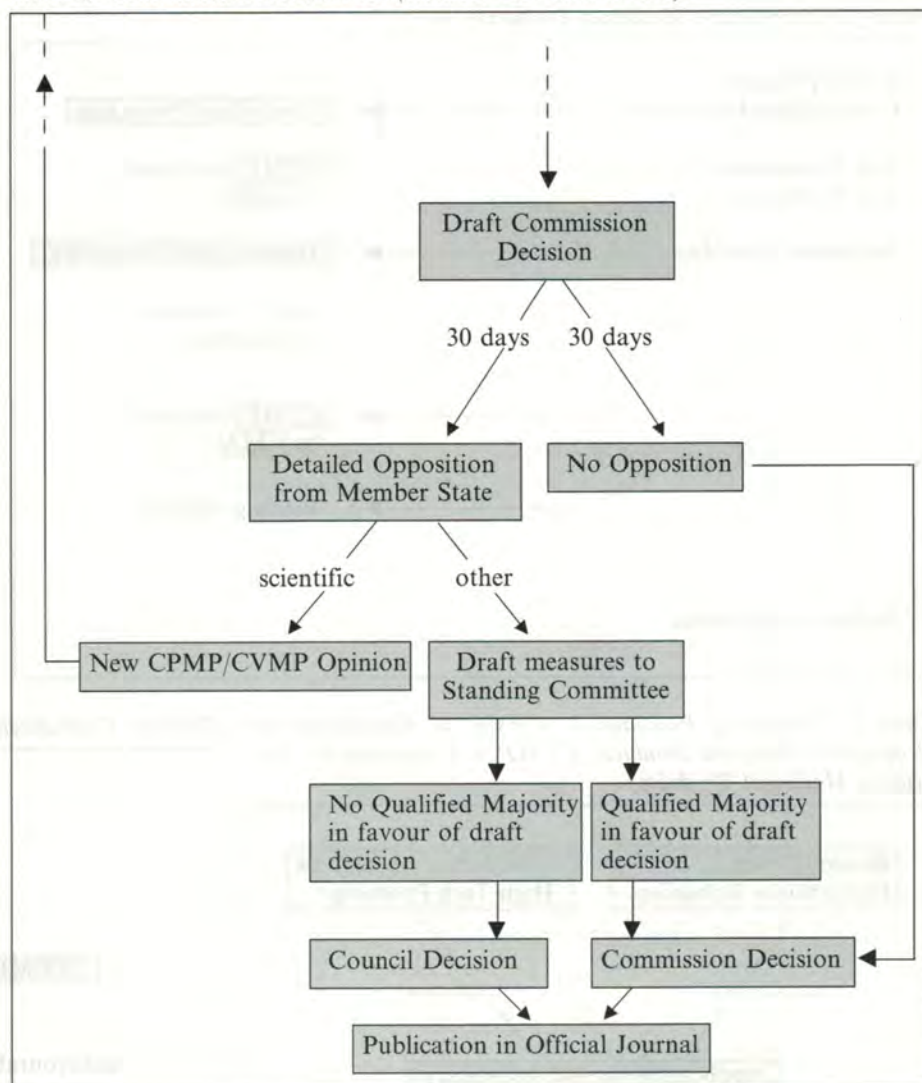 Draft Commission
Decision
30 days
30 days
Detailed Opposition
from Member State
No Opposition
scientific
other
New CPMP/CVMP Opinion
Draft measures to
Standing Committee
No Qualified Majority
in favour of draft
decision
Qualified Majority
in favour of draft
decision
Council Decision
Commission Decision
Publication in Official Journal